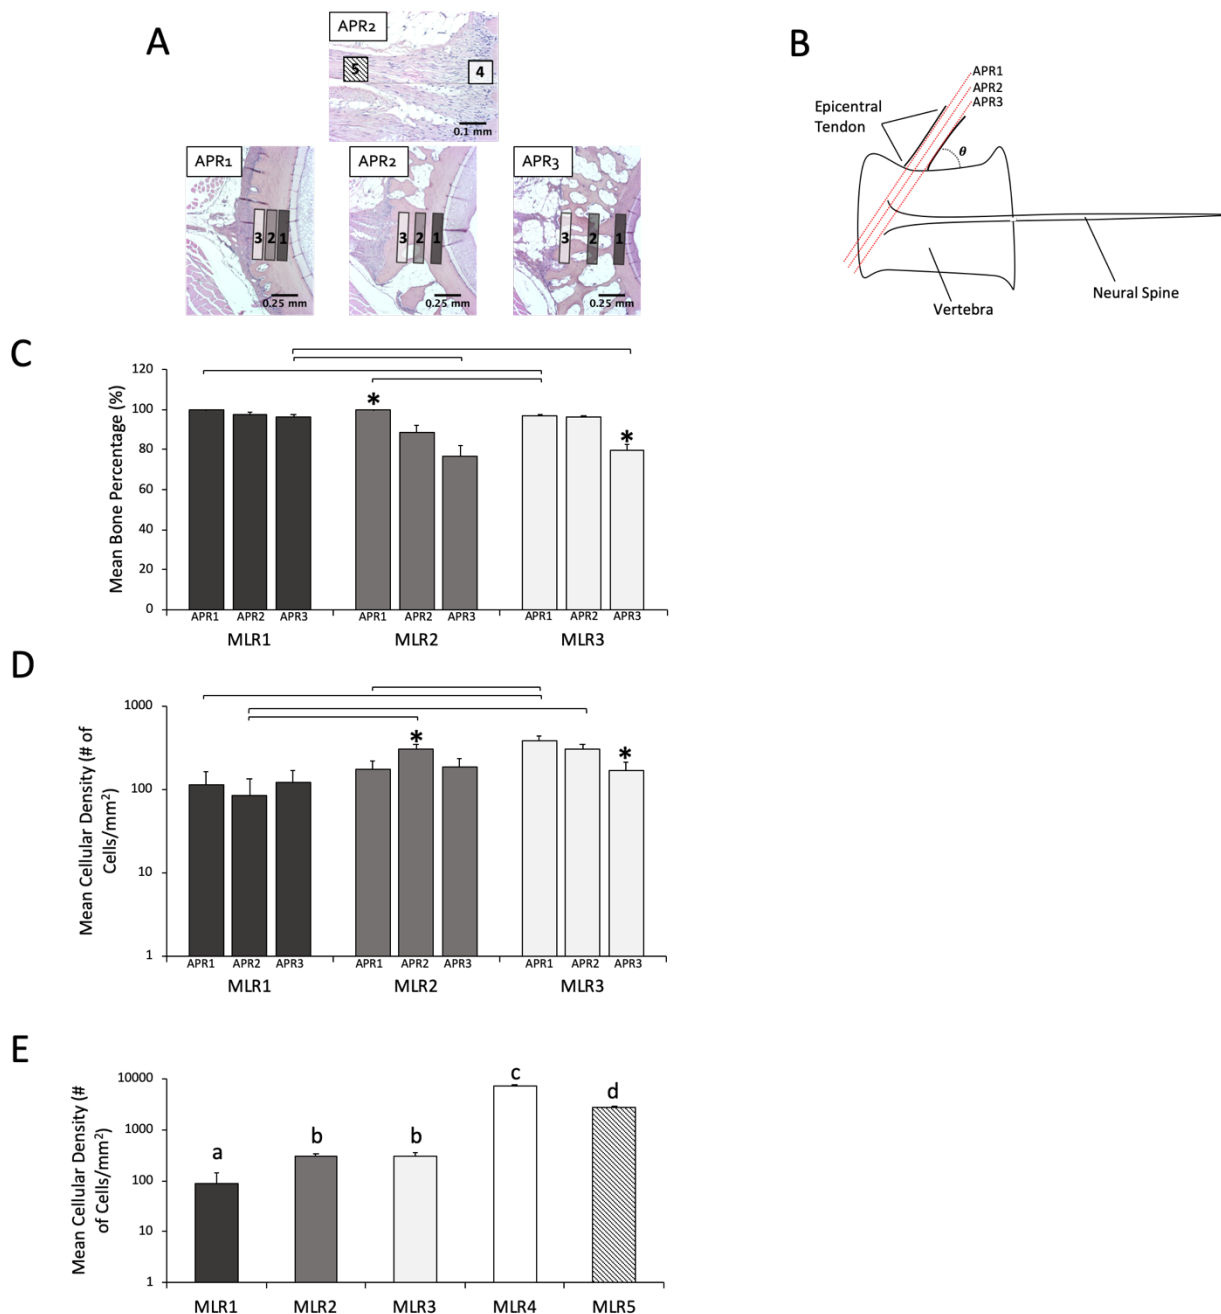 A
APR2
5
4
0.1 mm
APR1
3
2
1
0.25 mm
APR2
3
2
1
0.25 mm
APR3
3
2
1
0.25 mm
B
APR1
APR2
APR3
Epicentral
Tendon
θ
Neural Spine
Vertebra
C
Mean Bone Percentage (%)
120
100
80
60
40
20
0
*
*
APR1 APR2 APR3 APR1 APR2 APR3 APR1 APR2 APR3
MLR1 MLR2 MLR3
D
Mean Cellular Density (# of
Cells/mm²)
1000
100
10
1
*
*
APR1 APR2 APR3 APR1 APR2 APR3 APR1 APR2 APR3
MLR1 MLR2 MLR3
E
Mean Cellular Density (#
of Cells/mm²)
10000
1000
100
10
1
a b b c d
MLR1 MLR2 MLR3 MLR4 MLR5